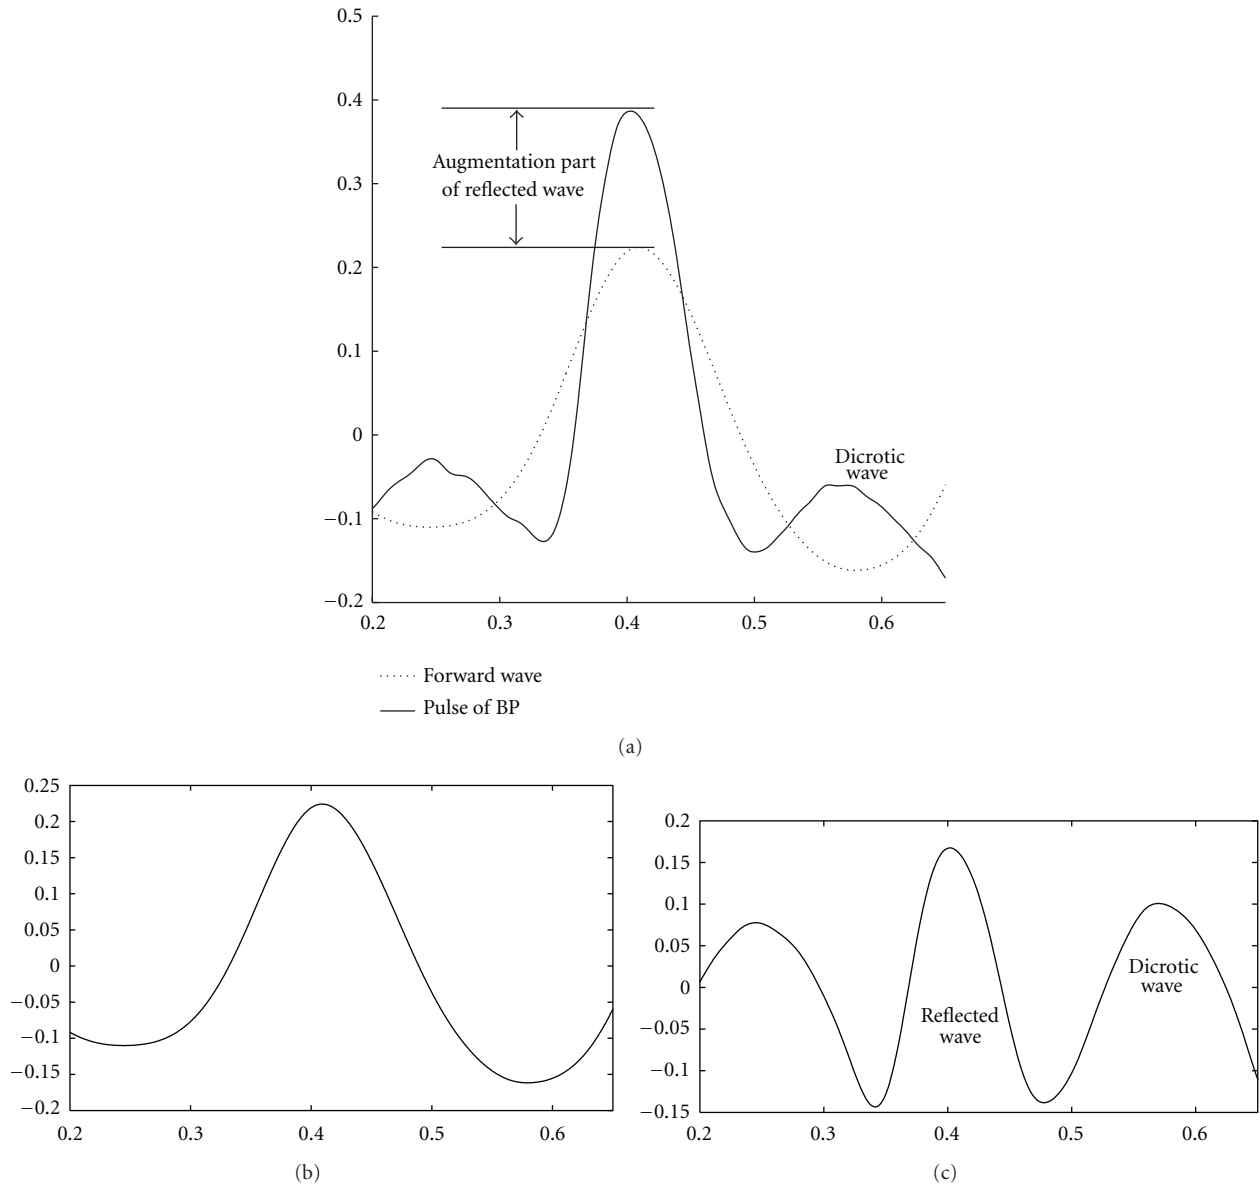 0.5
0.4
Augmentation part
of reflected wave
0.3
0.2
0.1
0
Dicrotic
wave
−0.1
−0.2
0.2 0.3 0.4 0.5 0.6
Forward wave
Pulse of BP
(a)
0.25
0.2
0.15
0.1
0.05
0
−0.05
−0.1
−0.15
−0.2
0.2 0.3 0.4 0.5 0.6
(b)
0.2
0.15
0.1
0.05
Dicrotic
wave
0
Reflected
wave
−0.05
−0.1
−0.15
0.2 0.3 0.4 0.5 0.6
(c)